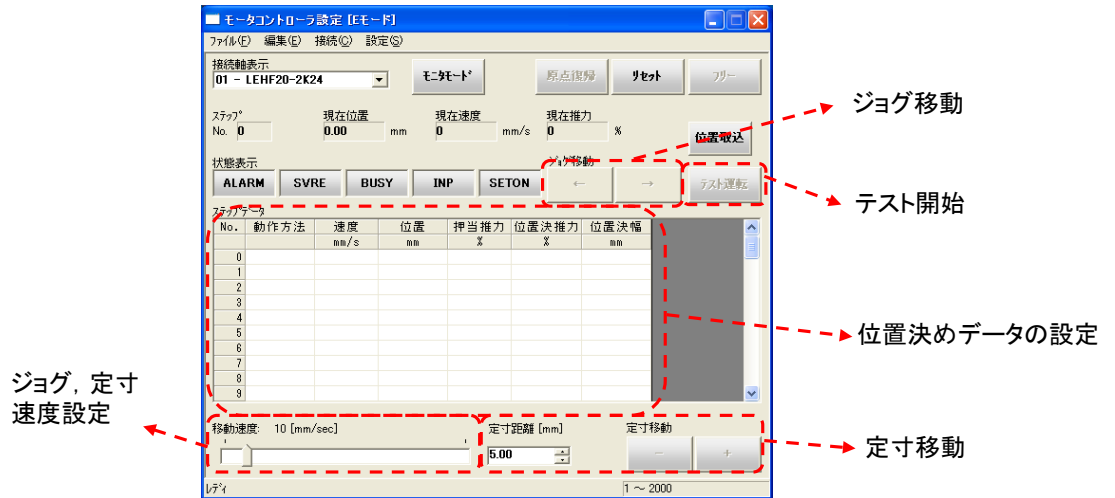 モータコントローラ設定 [Eモード]
ファイル(F) 編集(E) 接続(C) 設定(S)
接続軸表示
01 - LEHF20-2K24
モニタモード
原点復帰
リセット
フリー
ステップ 現在位置 現在速度 現在推力
No. 0 0.00 mm 0 mm/s 0 %
位置取込
状態表示
ジョグ移動
ALARM SVRE BUSY INP SETON ← → テスト運転
ステップデータ
No. 動作方法 速度 位置 押当推力 位置決推力 位置決幅
mm/s mm % % mm
0
1
2
3
4
5
6
7
8
9
移動速度: 10 [mm/sec]
定寸距離 [mm]
定寸移動
5.00
- +
レディ
1 ~ 2000
ジョグ移動
テスト開始
位置決めデータの設定
定寸移動
ジョグ, 定寸
速度設定